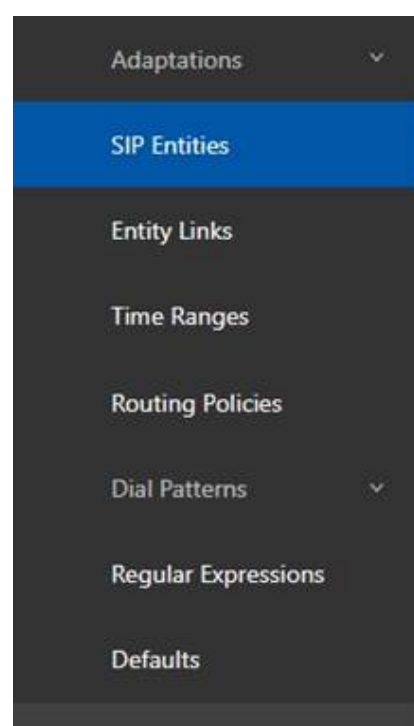 Adaptations
SIP Entities
Entity Links
Time Ranges
Routing Policies
Dial Patterns
Regular Expressions
Defaults